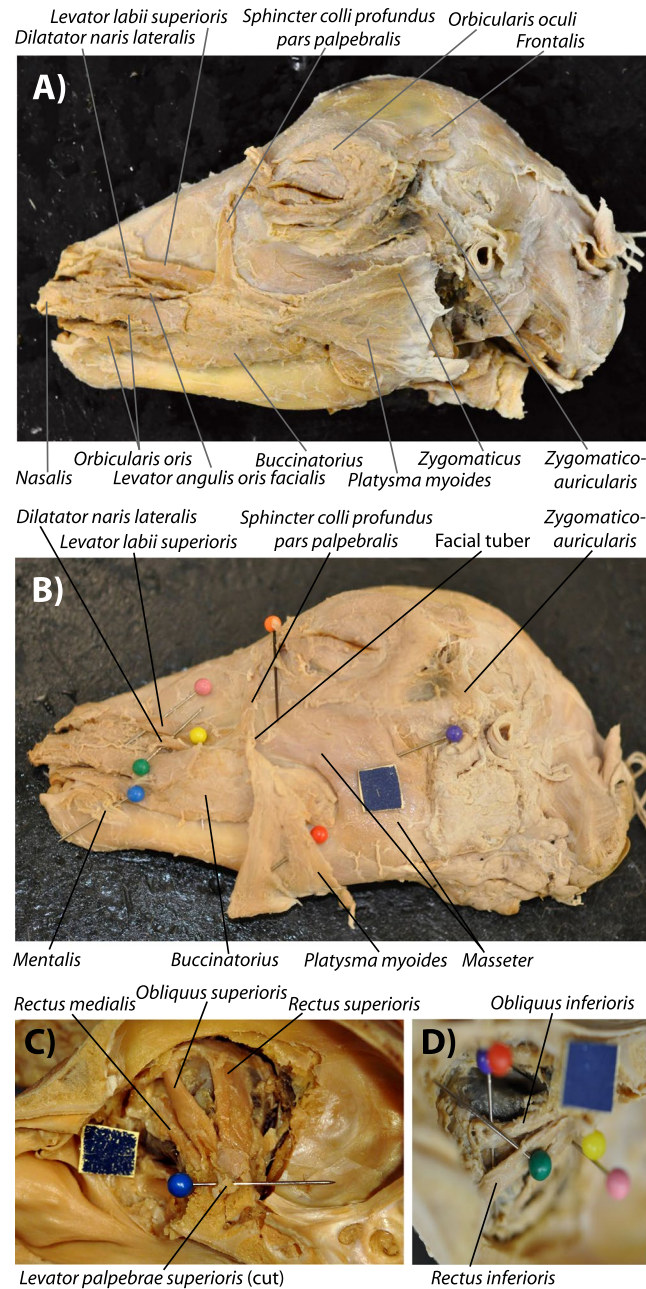 Levator labii superioris
Dilatator naris lateralis
Sphincter colli profundus
pars palpebralis
Orbicularis oculi
Frontalis
A)
Nasalis
Orbicularis oris
Levator angulis oris facialis
Buccinatorius
Platysma myoides
Zygomaticus
Zygomatico-
auricularis
Dilatator naris lateralis
Levator labii superioris
Sphincter colli profundus
pars palpebralis
Facial tuber
Zygomatico-
auricularis
B)
Mentalis
Buccinatorius
Platysma myoides
Masseter
Rectus medialis
Obliquus superioris
Rectus superioris
Obliquus inferioris
C)
D)
Levator palpebrae superioris (cut)
Rectus inferioris